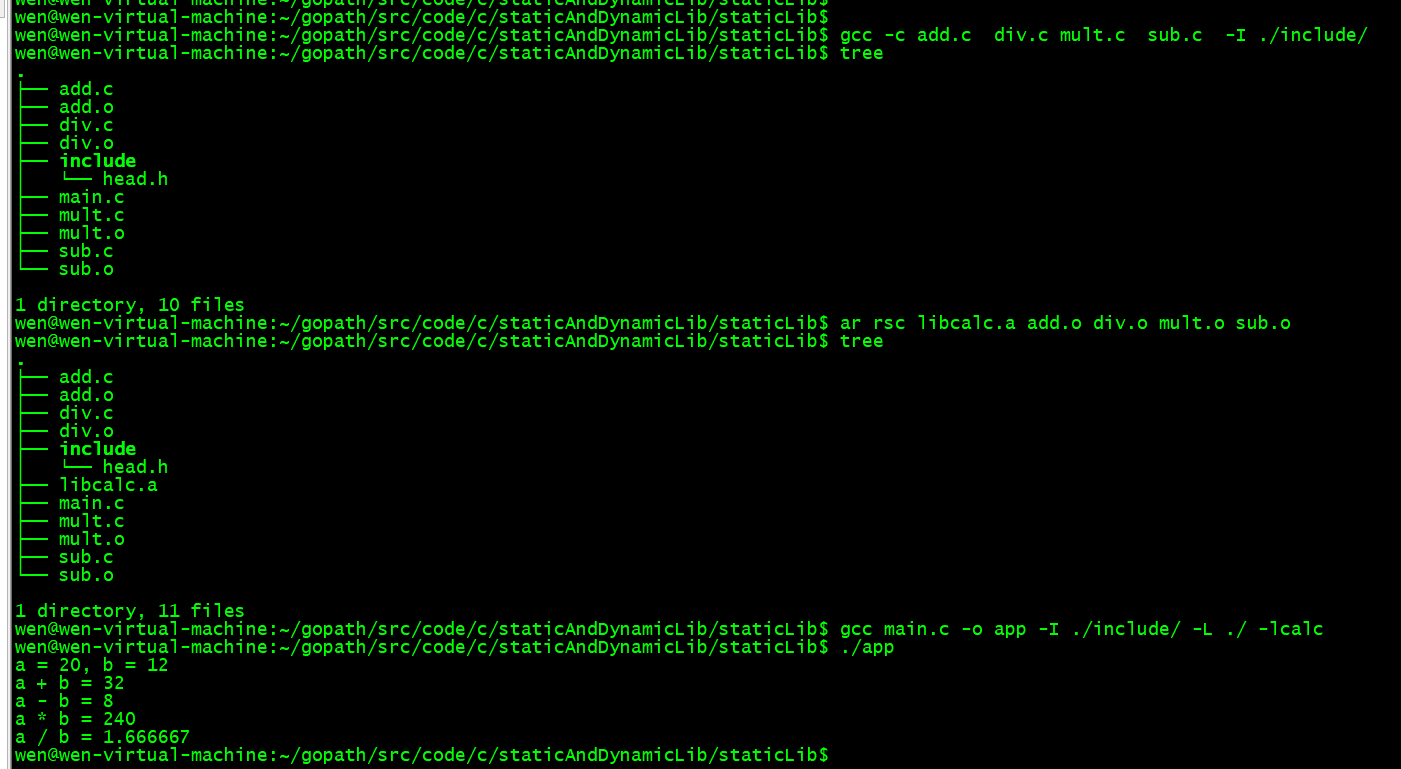 wen@wen-virtual-machine:~/gopath/src/code/c/staticAndDynamicLib/staticLib$
wen@wen-virtual-machine:~/gopath/src/code/c/staticAndDynamicLib/staticLib$
wen@wen-virtual-machine:~/gopath/src/code/c/staticAndDynamicLib/staticLib$ gcc -c add.c  div.c mult.c  sub.c  -I ./include/
wen@wen-virtual-machine:~/gopath/src/code/c/staticAndDynamicLib/staticLib$ tree
.
├── add.c
├── add.o
├── div.c
├── div.o
├── include
│   └── head.h
├── main.c
├── mult.c
├── mult.o
├── sub.c
└── sub.o

1 directory, 10 files
wen@wen-virtual-machine:~/gopath/src/code/c/staticAndDynamicLib/staticLib$ ar rsc libcalc.a add.o div.o mult.o sub.o
wen@wen-virtual-machine:~/gopath/src/code/c/staticAndDynamicLib/staticLib$ tree
.
├── add.c
├── add.o
├── div.c
├── div.o
├── include
│   └── head.h
├── libcalc.a
├── main.c
├── mult.c
├── mult.o
├── sub.c
└── sub.o

1 directory, 11 files
wen@wen-virtual-machine:~/gopath/src/code/c/staticAndDynamicLib/staticLib$ gcc main.c -o app -I ./include/ -L ./ -lcalc
wen@wen-virtual-machine:~/gopath/src/code/c/staticAndDynamicLib/staticLib$ ./app
a = 20, b = 12
a + b = 32
a - b = 8
a * b = 240
a / b = 1.666667
wen@wen-virtual-machine:~/gopath/src/code/c/staticAndDynamicLib/staticLib$